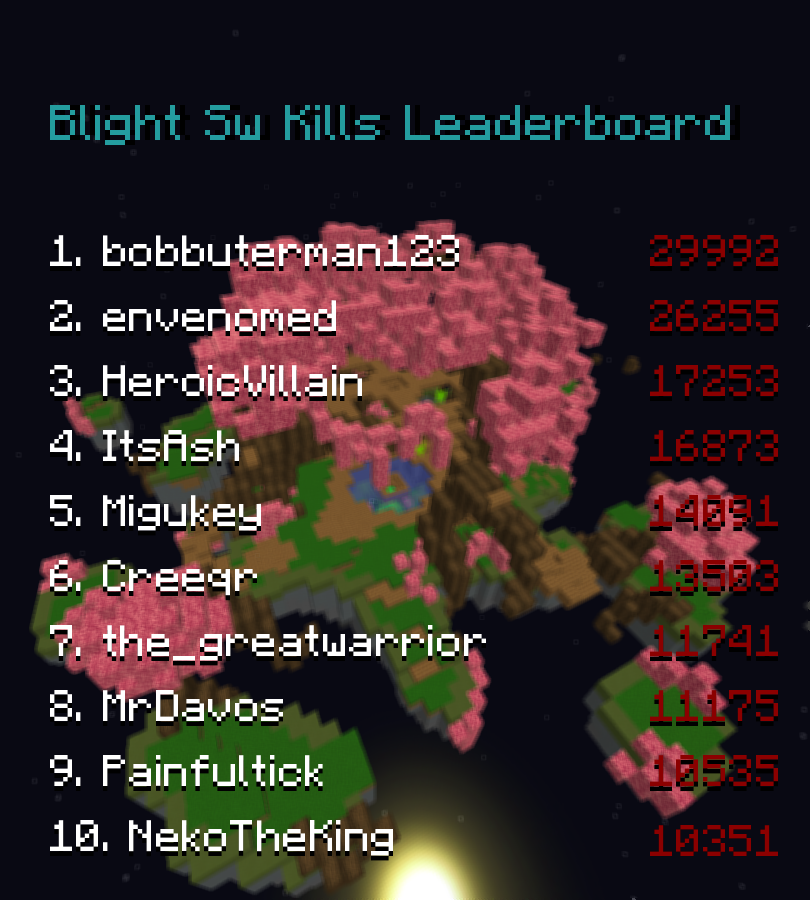 Blight Sw Kills Leaderboard
1. bobbuterman123 29992
2. envenomed 26255
3. HeroicVillain 17253
4. ItsAsh 16873
5. Migukey 14091
6. Creeqr 13503
7. the_greatwarrior 11741
8. MrDavos 11175
9. Painfultick 10535
10. NekoTheKing 10351